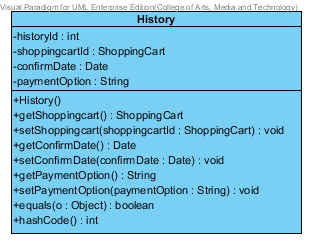 Visual Paradigm for UML Enterprise Edition(College of Arts, Media and Technology)
History
-historyId : int
-shoppingcartId : ShoppingCart
-confirmDate : Date
-paymentOption : String
+History()
+getShoppingcart() : ShoppingCart
+setShoppingcart(shoppingcartId : ShoppingCart) : void
+getConfirmDate() : Date
+setConfirmDate(confirmDate : Date) : void
+getPaymentOption() : String
+setPaymentOption(paymentOption : String) : void
+equals(o : Object) : boolean
+hashCode() : int